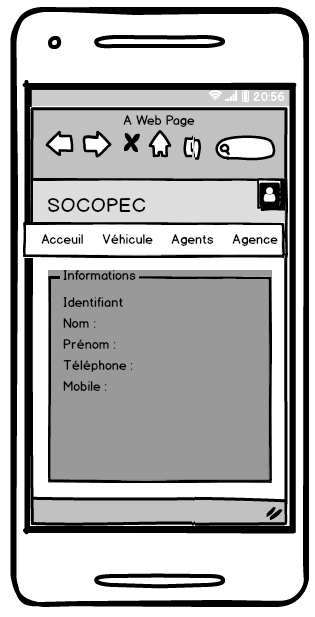 20:56
A Web Page
SOCOPEC
Acceuil Véhicule Agents Agence
Informations
Identifiant
Nom :
Prénom :
Téléphone :
Mobile :